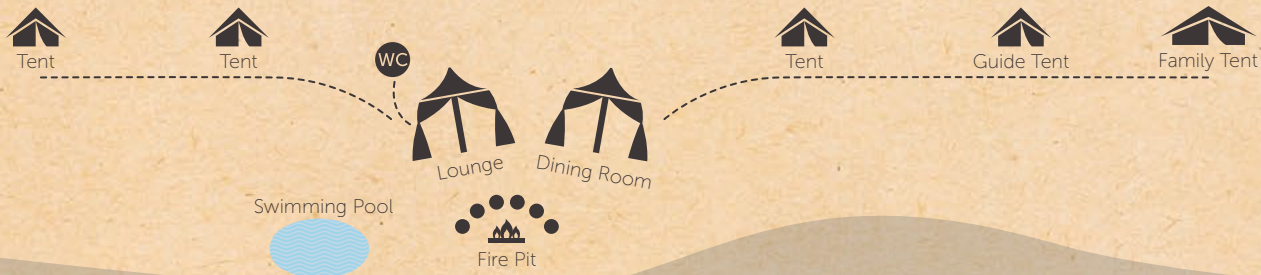 WC
Tent
Tent
Tent
Guide Tent
Family Tent
Lounge
Dining Room
Swimming Pool
Fire Pit